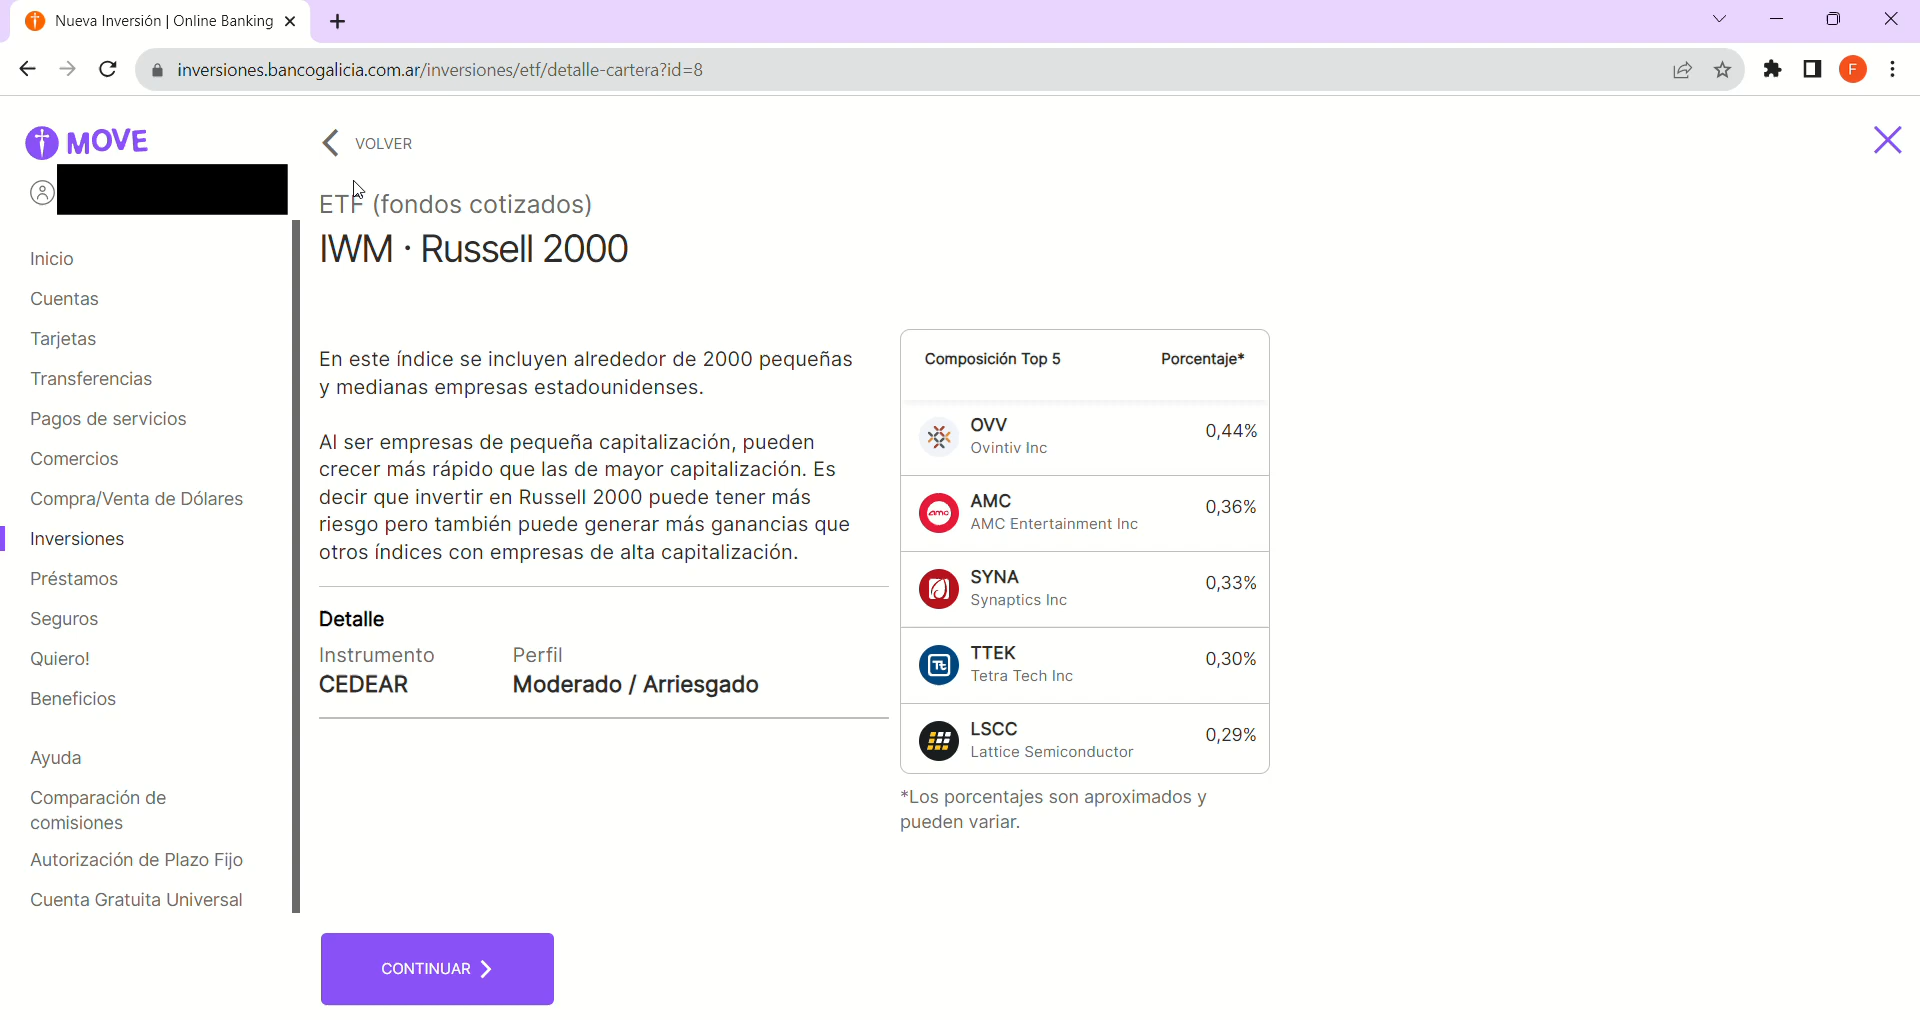 Nueva Inversión | Online Banking
inversiones.bancogalicia.com.ar/inversiones/etf/detalle-cartera?id=8
F
MOVE
Inicio
Cuentas
Tarjetas
Transferencias
Pagos de servicios
Comercios
Compra/Venta de Dólares
Inversiones
Préstamos
Seguros
Quiero!
Beneficios
Ayuda
Comparación de
comisiones
Autorización de Plazo Fijo
Cuenta Gratuita Universal
VOLVER
ETF (fondos cotizados)
IWM · Russell 2000
En este índice se incluyen alrededor de 2000 pequeñas
y medianas empresas estadounidenses.
Al ser empresas de pequeña capitalización, pueden
crecer más rápido que las de mayor capitalización. Es
decir que invertir en Russell 2000 puede tener más
riesgo pero también puede generar más ganancias que
otros índices con empresas de alta capitalización.
Detalle
Instrumento Perfil
CEDEAR Moderado / Arriesgado
Composición Top 5 Porcentaje*
OVV 0,44%
Ovintiv Inc
amc
AMC 0,36%
AMC Entertainment Inc
SYNA 0,33%
Synaptics Inc
Tt
TTEK 0,30%
Tetra Tech Inc
LSCC 0,29%
Lattice Semiconductor
*Los porcentajes son aproximados y
pueden variar.
CONTINUAR